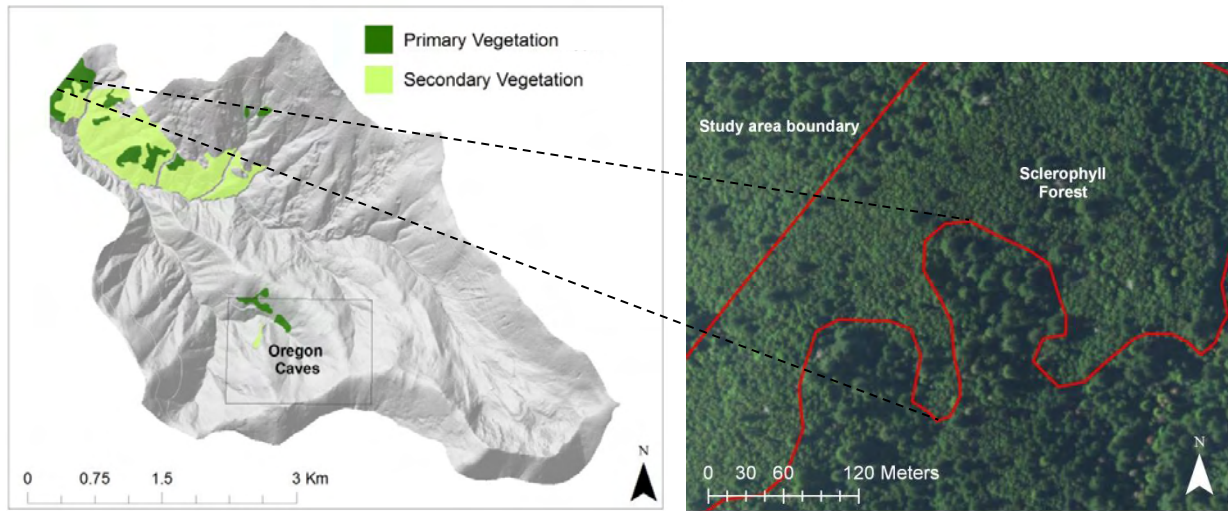 Primary Vegetation
Secondary Vegetation
Oregon
Caves
0 0.75 1.5 3 Km
N
Study area boundary
Sclerophyll
Forest
0 30 60 120 Meters
N